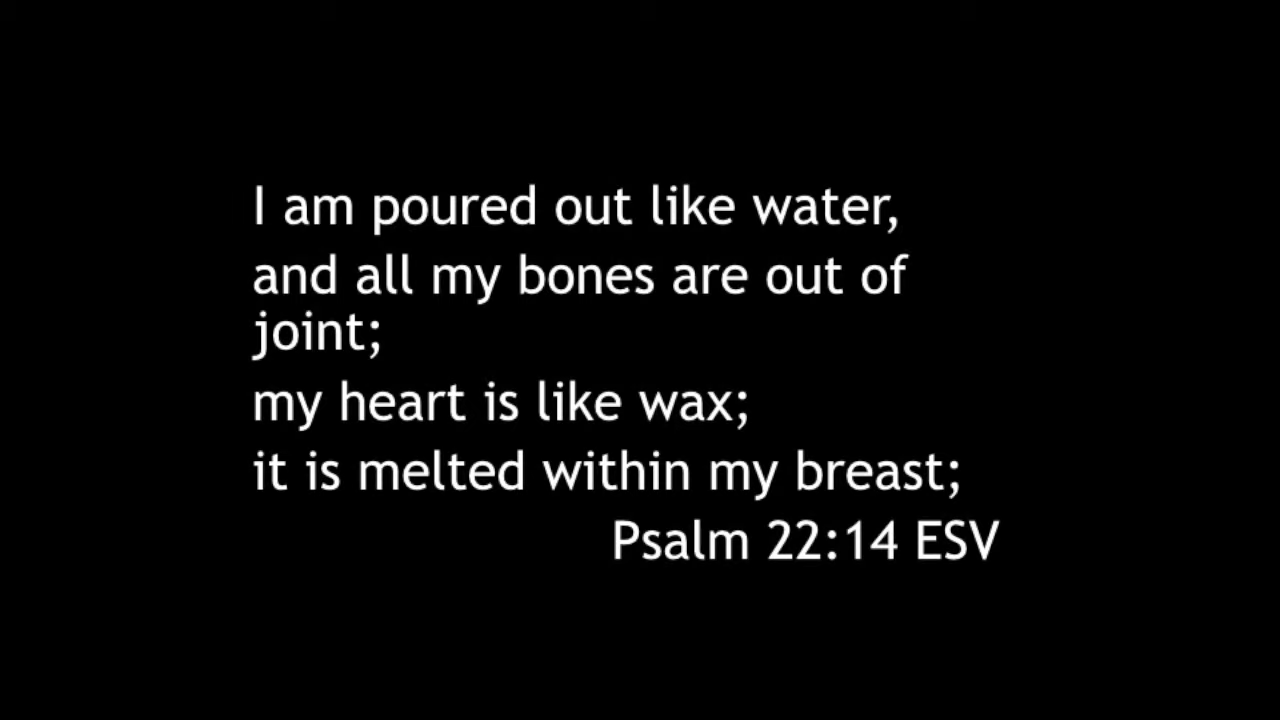 I am poured out like water,
and all my bones are out of
joint;
my heart is like wax;
it is melted within my breast;
Psalm 22:14 ESV